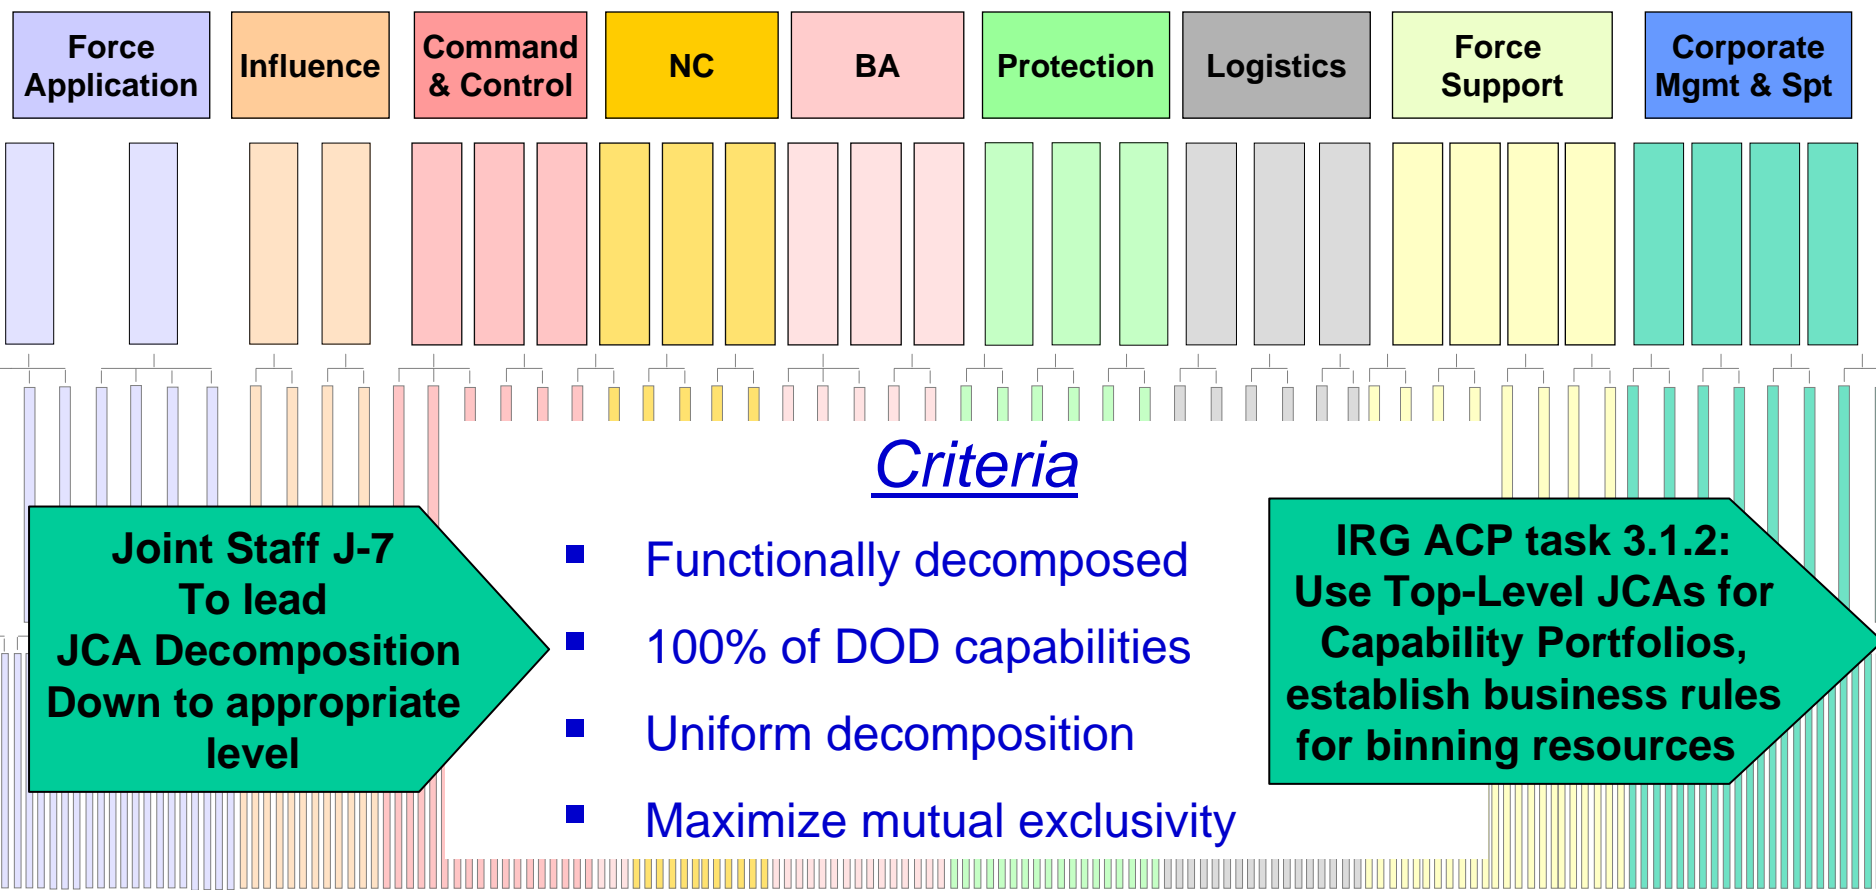 Force
Application
Influence
Command
& Control
NC
BA
Protection
Logistics
Force
Support
Corporate
Mgmt & Spt
Criteria
Joint Staff J-7
To lead
JCA Decomposition
Down to appropriate
level
■ Functionally decomposed
■ 100% of DOD capabilities
■ Uniform decomposition
■ Maximize mutual exclusivity
IRG ACP task 3.1.2:
Use Top-Level JCAs for
Capability Portfolios,
establish business rules
for binning resources